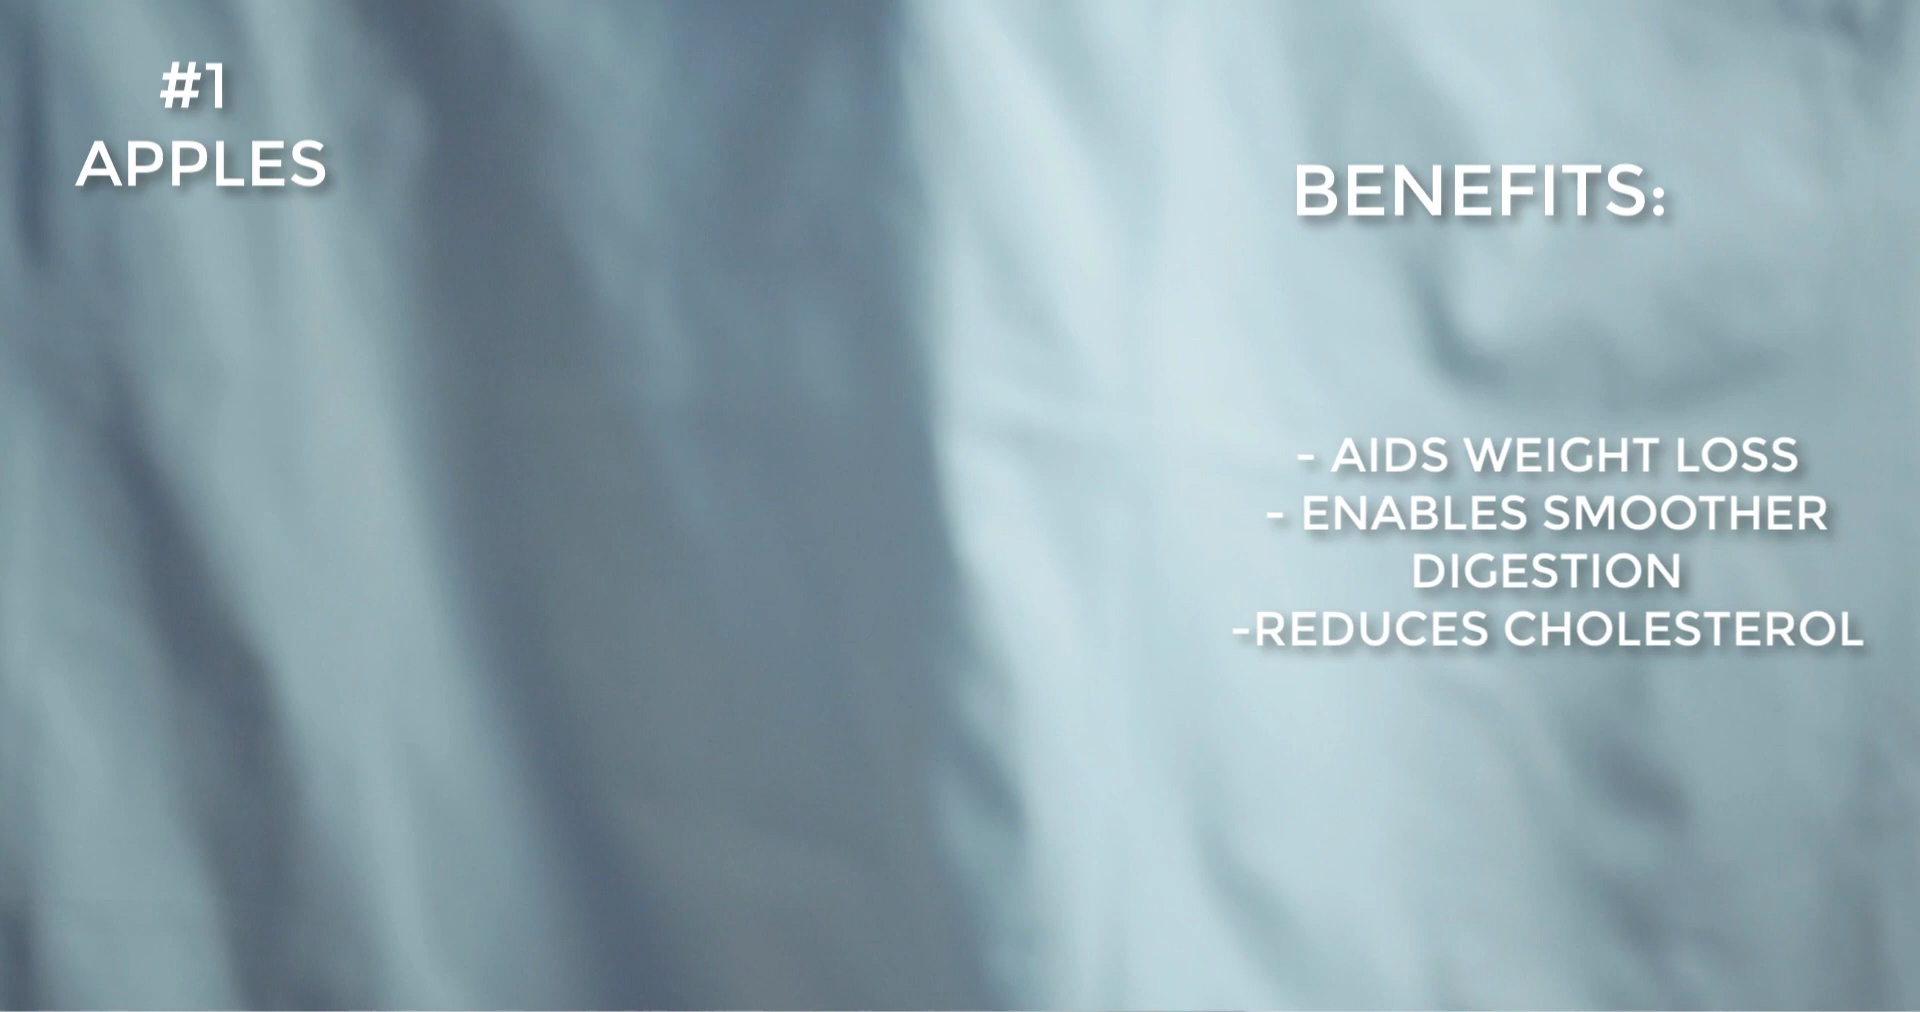 #1
APPLES
BENEFITS:
- AIDS WEIGHT LOSS
- ENABLES SMOOTHER
DIGESTION
-REDUCES CHOLESTEROL